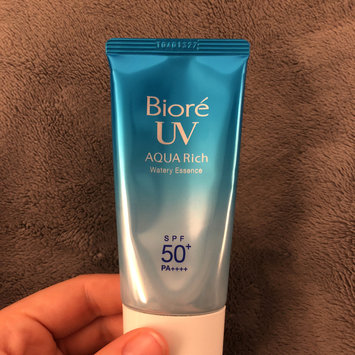 Bioré
UV
AQUA Rich
Watery Essence
SPF
50+
PA++++